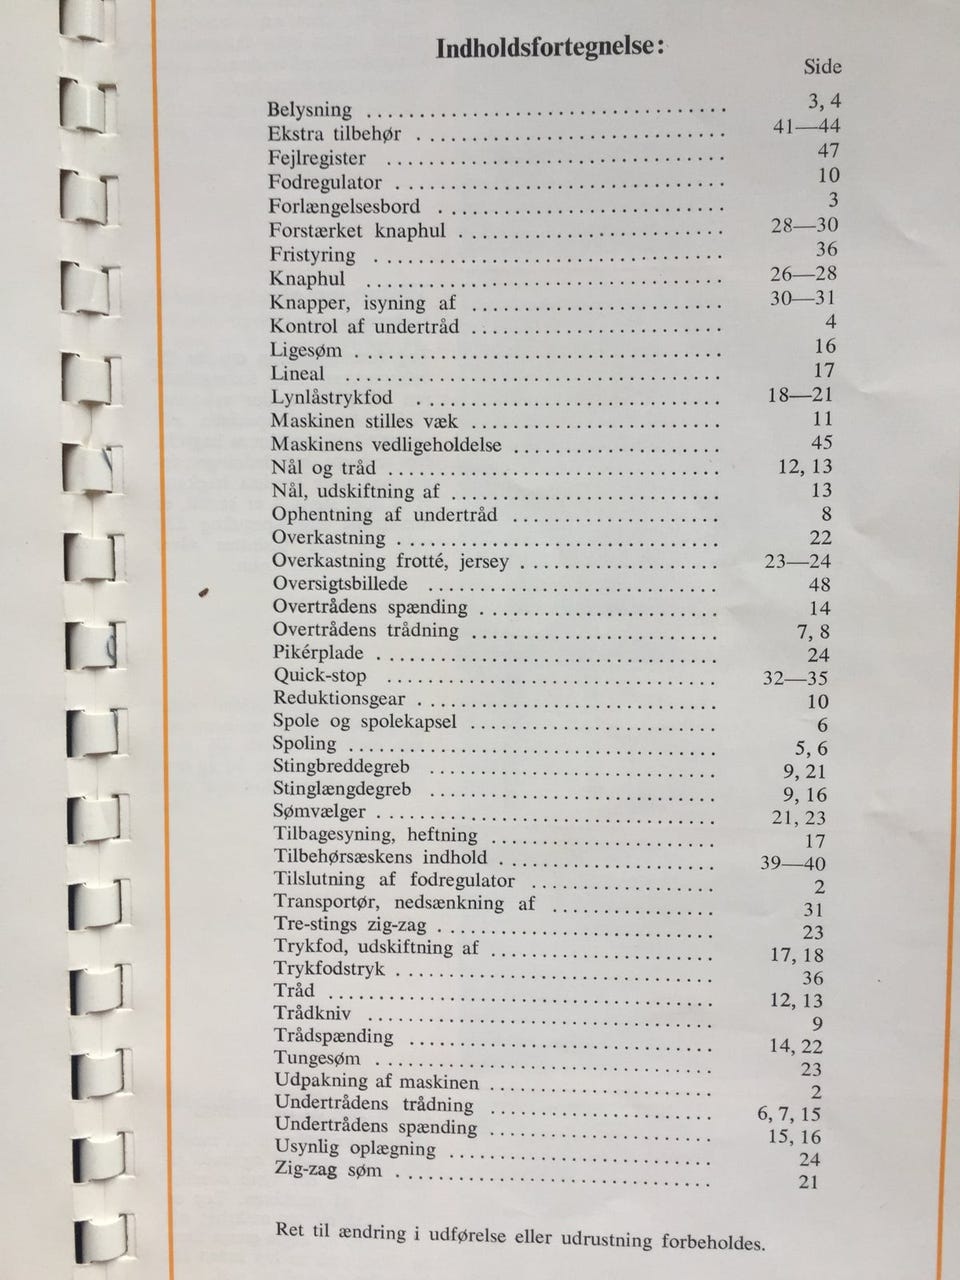 Indholdsfortegnelse:
Side
Belysning 3, 4
Ekstra tilbehør 41—44
Fejlregister 47
Fodregulator 10
Forlængelsesbord 3
Forstærket knaphul 28—30
Fristyring 36
Knaphul 26—28
Knapper, isyning af 30—31
Kontrol af undertråd 4
Ligesøm 16
Lineal 17
Lynlåstrykfod 18—21
Maskinen stilles væk 11
Maskinens vedligeholdelse 45
Nål og tråd 12, 13
Nål, udskiftning af 13
Ophentning af undertråd 8
Overkastning 22
Overkastning frotté, jersey 23—24
Oversigtsbillede 48
Overtrådens spænding 14
Overtrådens trådning 7, 8
Pikérplade 24
Quick-stop 32—35
Reduktionsgear 10
Spole og spolekapsel 6
Spoling 5, 6
Stingbreddegreb 9, 21
Stinglængdegreb 9, 16
Sømvælger 21, 23
Tilbagesyning, heftning 17
Tilbehørsæskens indhold 39—40
Tilslutning af fodregulator 2
Transportør, nedsænkning af 31
Tre-stings zig-zag 23
Trykfod, udskiftning af 17, 18
Trykfodstryk 36
Tråd 12, 13
Trådkniv 9
Trådspænding 14, 22
Tungesøm 23
Udpakning af maskinen 2
Undertrådens trådning 6, 7, 15
Undertrådens spænding 15, 16
Usynlig oplægning 24
Zig-zag søm 21
Ret til ændring i udførelse eller udrustning forbeholdes.